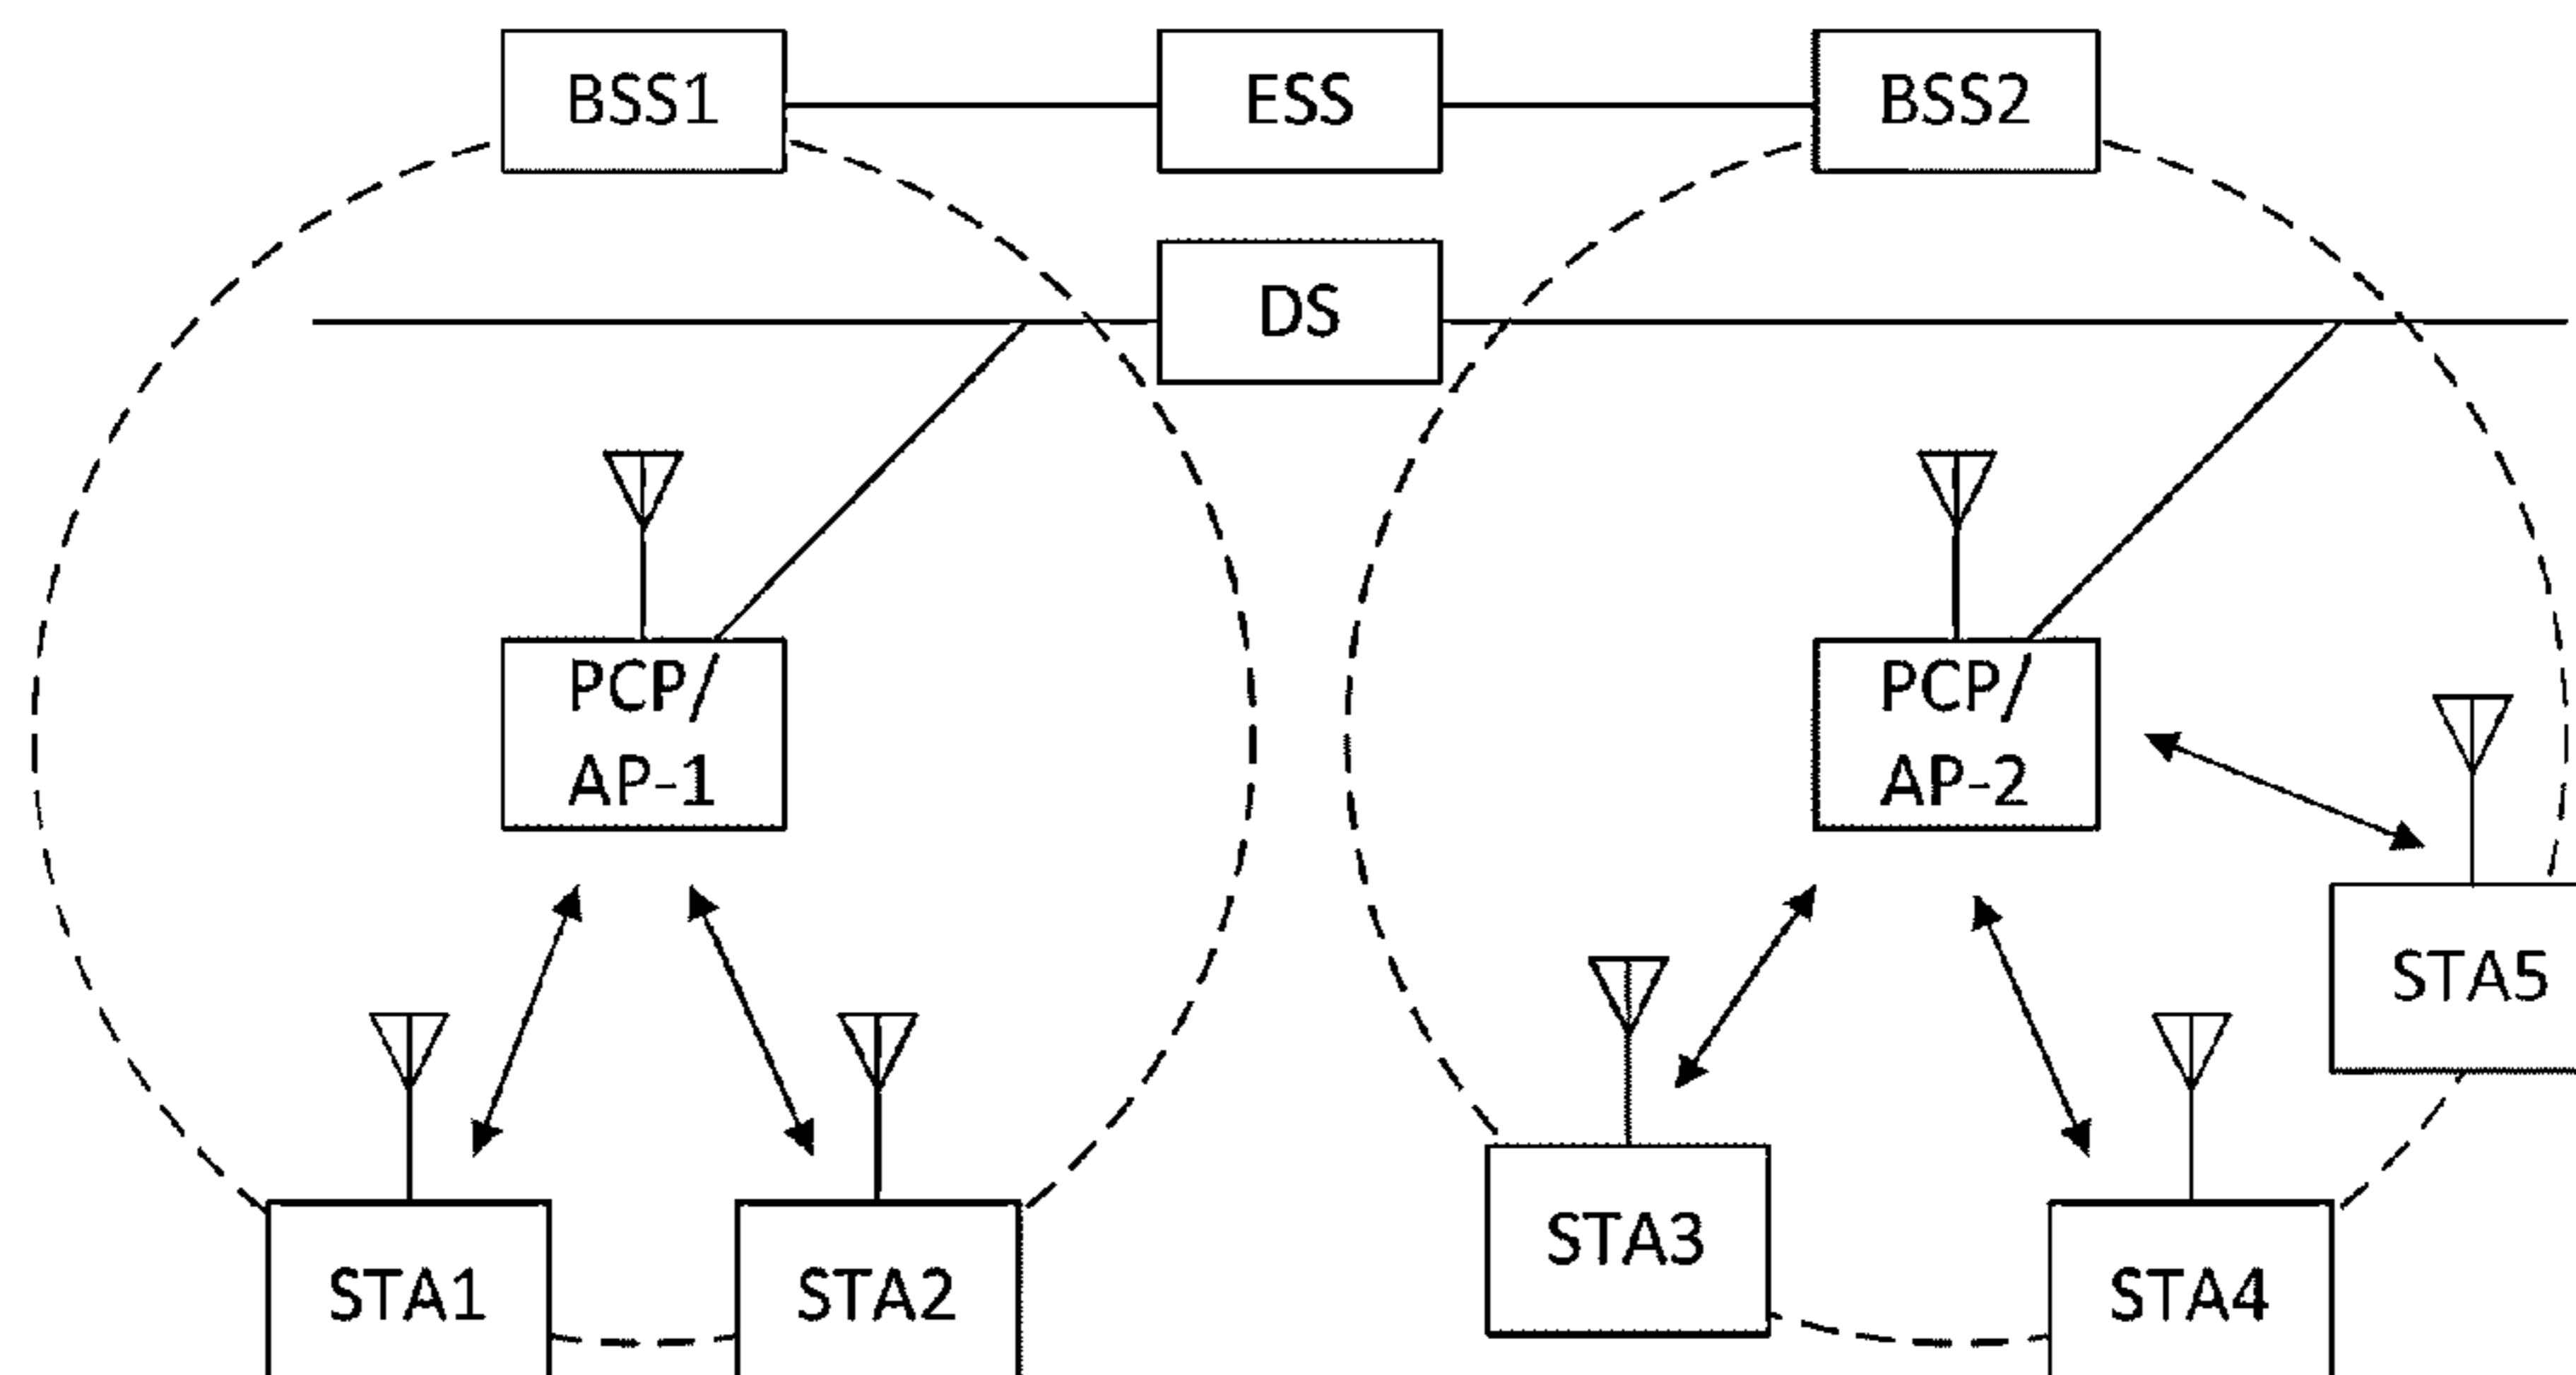 BSS1
ESS
BSS2
DS
PCP/
AP-1
PCP/
AP-2
STA5
STA3
STA1
STA2
STA4